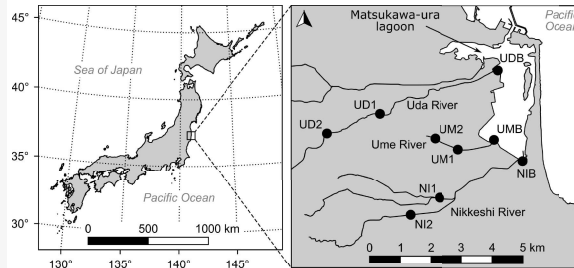 45°
40°
35°
30°
130°
135°
140°
145°
Sea of Japan
Pacific Ocean
0
500
1000 km
Matsukawa-ura
lagoon
Pacific
Ocean
UDB
UD1
Uda River
UD2
UM2
UMB
Ume River
UM1
NIB
NI1
Nikkeshi River
NI2
0 1 2 3 4 5 km